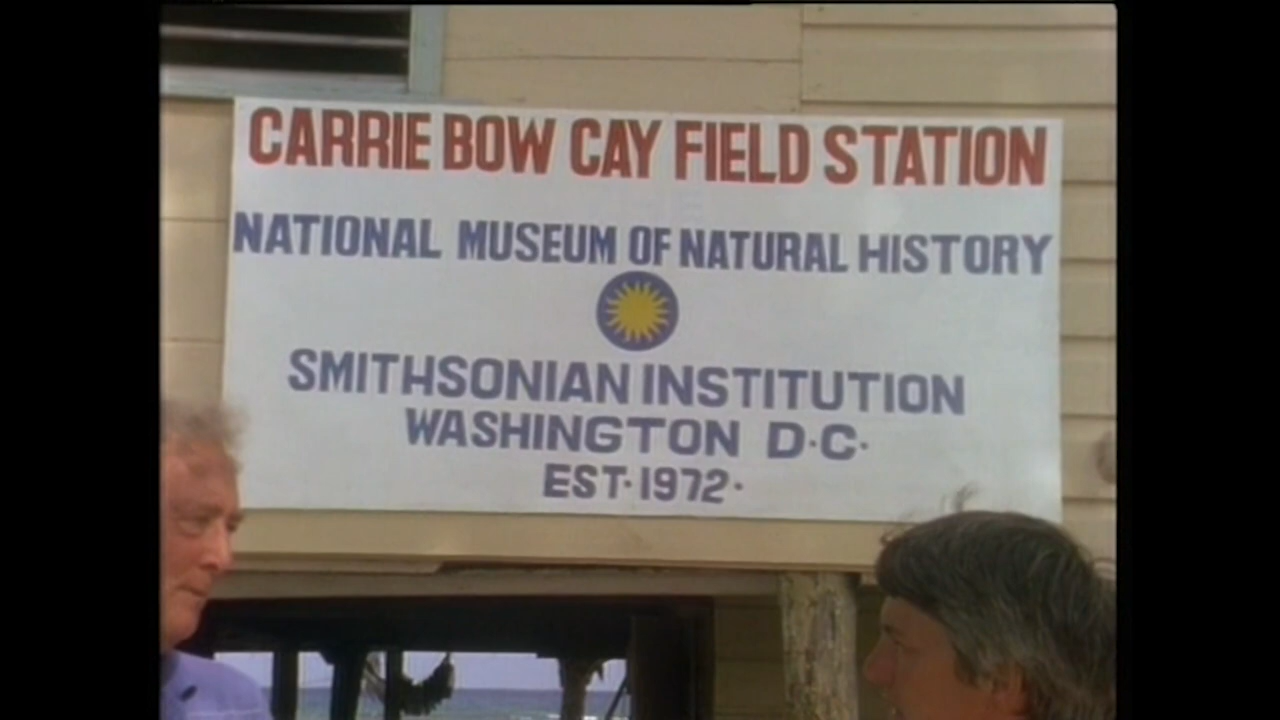 CARRIE BOW CAY FIELD STATION
NATIONAL MUSEUM OF NATURAL HISTORY
SMITHSONIAN INSTITUTION
WASHINGTON D·C·
EST·1972·